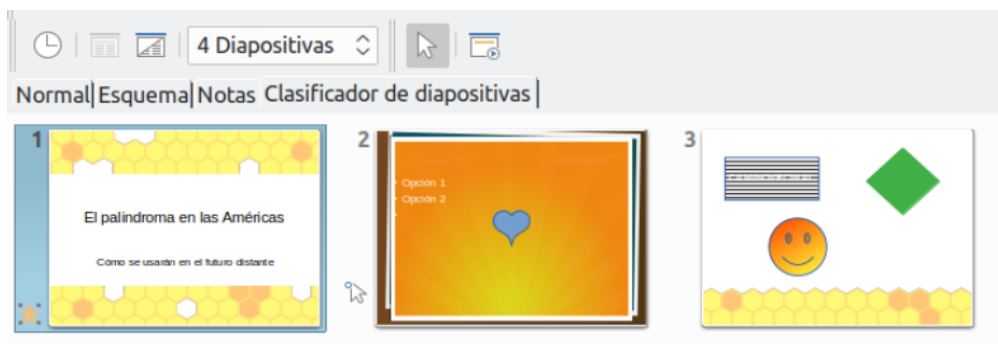 4 Diapositivas
Normal Esquema Notas Clasificador de diapositivas
1
2
3
El palindroma en las Américas
Cómo se usarán en el futuro distante
Opción 1
Opción 2